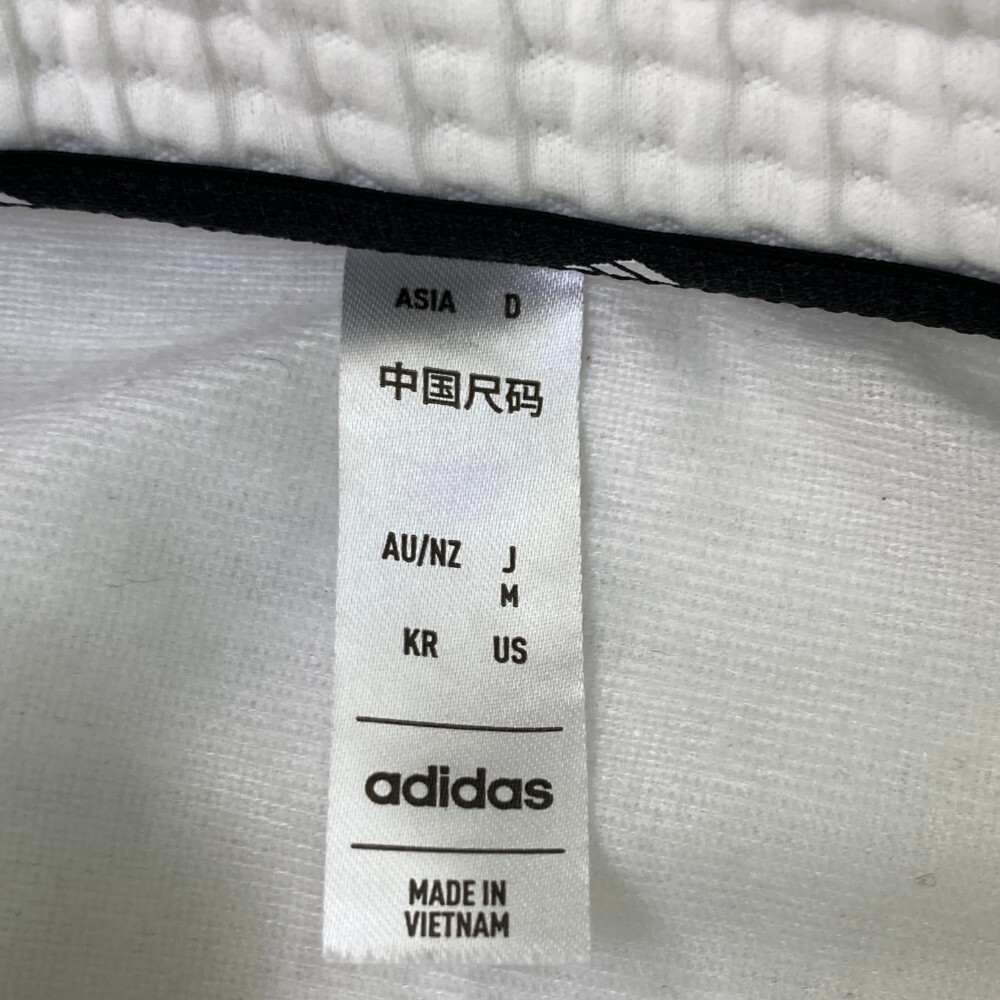 ASIA D
中国尺码
AU/NZ J
M
KR US
adidas
MADE IN
VIETNAM